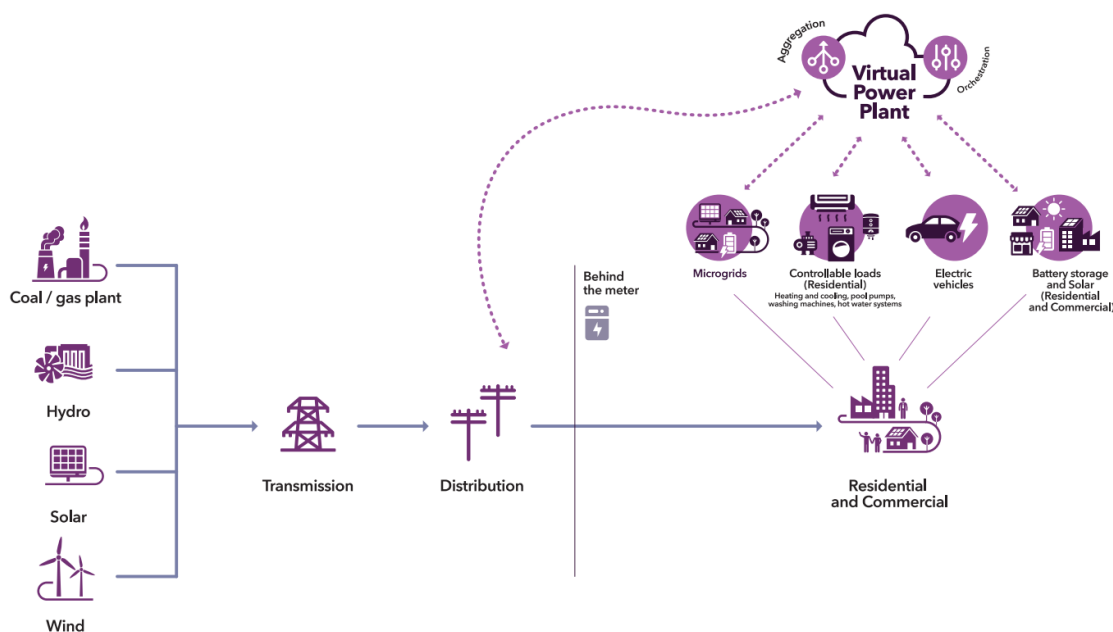 Aggregation
Orchestration
Virtual
Power
Plant
Coal / gas plant
Hydro
Solar
Wind
Transmission
Distribution
Behind
the meter
Microgrids
Controllable loads
(Residential)
Heating and cooling, pool pumps,
washing machines, hot water systems
Electric
vehicles
Battery storage
and Solar
(Residential
and Commercial)
Residential
and Commercial